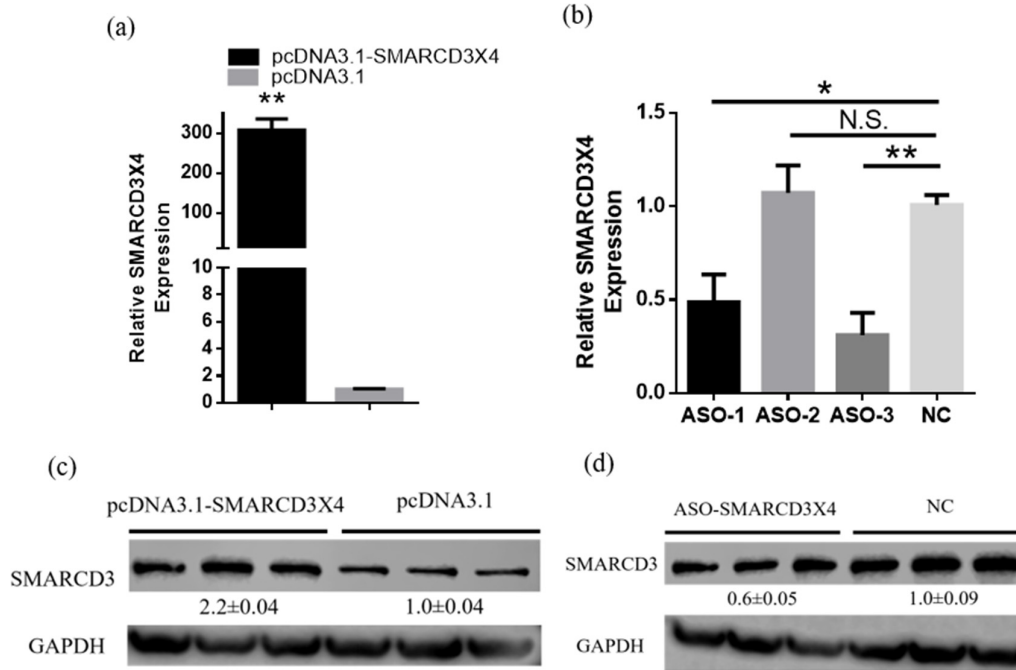 (a)
pcDNA3.1-SMARCD3X4
pcDNA3.1
**
Relative SMARCD3X4
Expression
300
200
100
10
8
6
4
2
0
(b)
*
N.S.
**
Relative SMARCD3X4
Expression
1.5
1.0
0.5
0.0
ASO-1 ASO-2 ASO-3 NC
(c)
pcDNA3.1-SMARCD3X4 pcDNA3.1
SMARCD3
2.2±0.04 1.0±0.04
GAPDH
(d)
ASO-SMARCD3X4 NC
SMARCD3
0.6±0.05 1.0±0.09
GAPDH